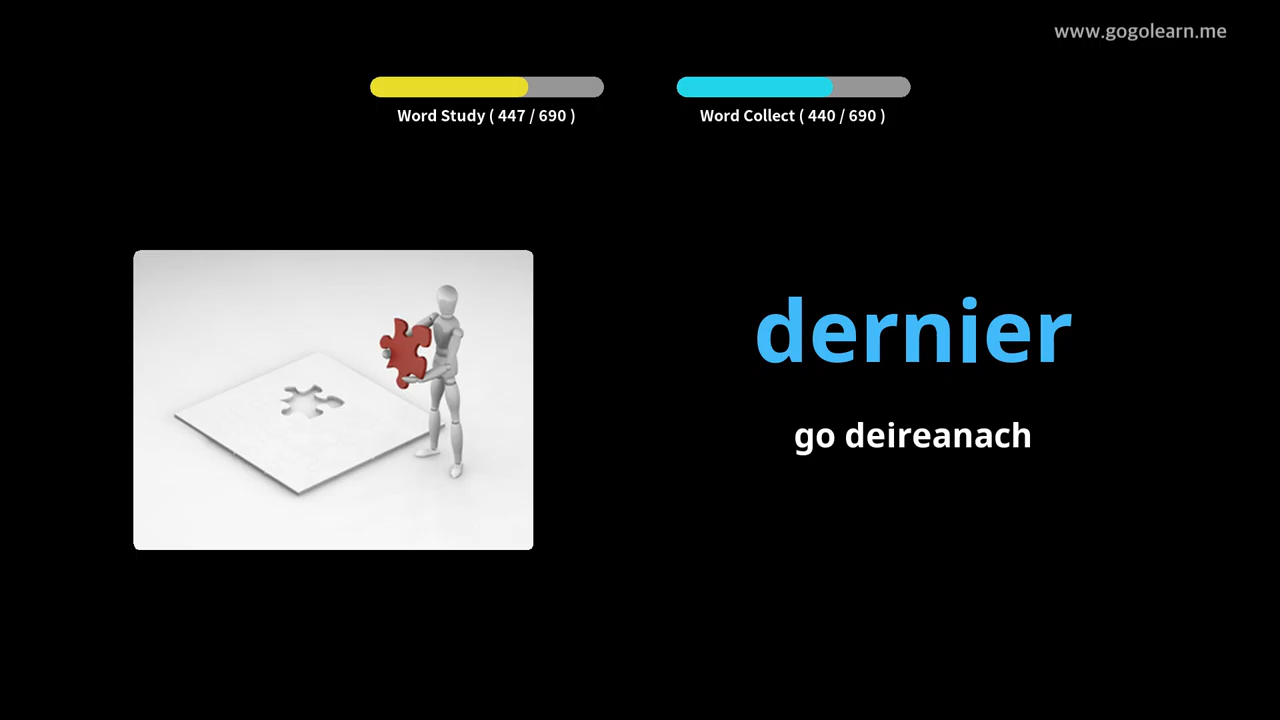 www.gogolearn.me
Word Study ( 447 / 690 )
Word Collect ( 440 / 690 )
dernier
go deireanach